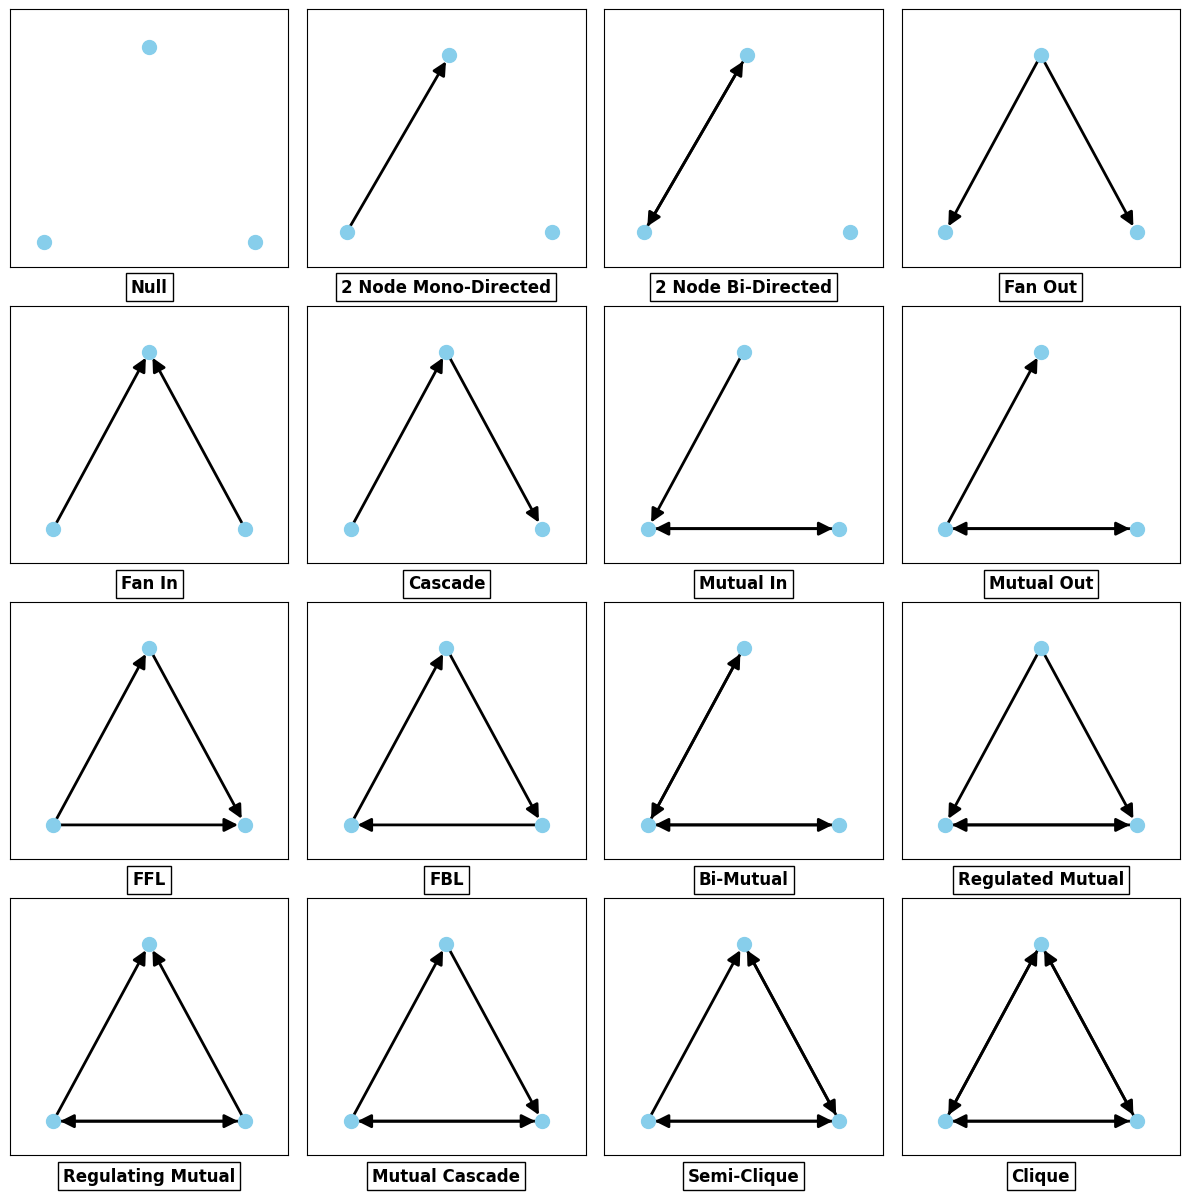 Null
2 Node Mono-Directed
2 Node Bi-Directed
Fan Out
Fan In
Cascade
Mutual In
Mutual Out
FFL
FBL
Bi-Mutual
Regulated Mutual
Regulating Mutual
Mutual Cascade
Semi-Clique
Clique